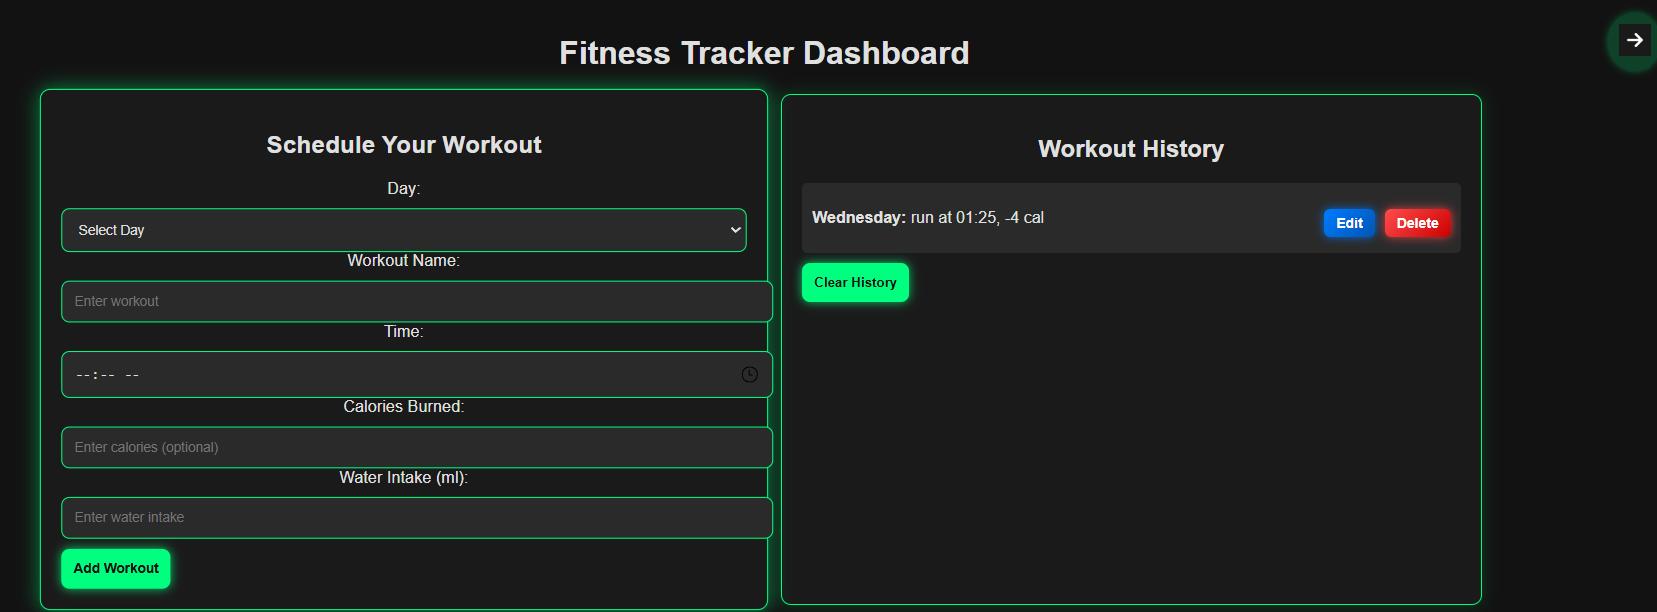 Fitness Tracker Dashboard
Schedule Your Workout
Day:
Select Day
Workout Name:
Enter workout
Time:
--:-- --
Calories Burned:
Enter calories (optional)
Water Intake (ml):
Enter water intake
Add Workout
Workout History
Wednesday: run at 01:25, -4 cal
Edit
Delete
Clear History